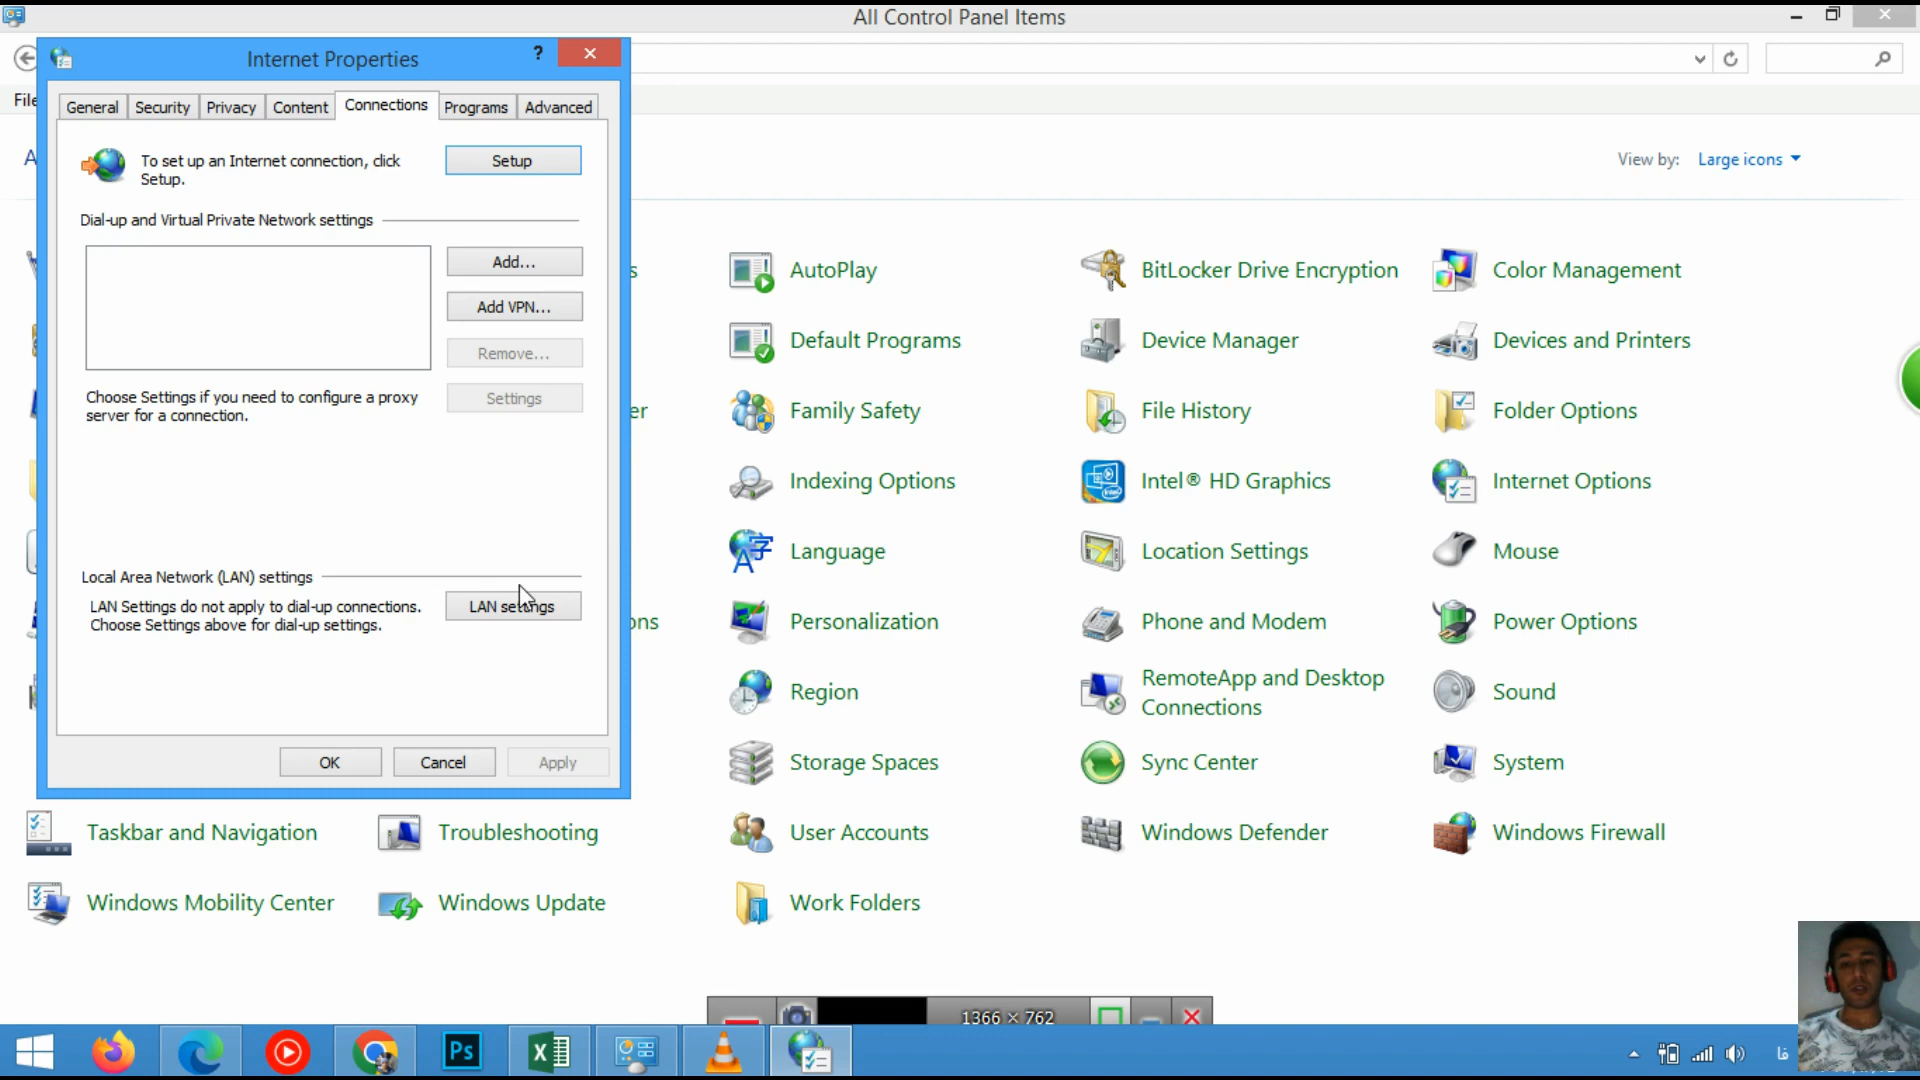 All Control Panel Items
Internet Properties
?
File
General
Security
Privacy
Content
Connections
Programs
Advanced
To set up an Internet connection, click
Setup.
Setup
View by:
Large icons
Dial-up and Virtual Private Network settings
Add...
Add VPN...
Remove...
Choose Settings if you need to configure a proxy
server for a connection.
Settings
Local Area Network (LAN) settings
LAN Settings do not apply to dial-up connections.
Choose Settings above for dial-up settings.
LAN settings
OK
Cancel
Apply
AutoPlay
BitLocker Drive Encryption
Color Management
Default Programs
Device Manager
Devices and Printers
Family Safety
File History
Folder Options
Indexing Options
Intel® HD Graphics
Internet Options
Language
Location Settings
Mouse
Personalization
Phone and Modem
Power Options
Region
RemoteApp and Desktop
Connections
Sound
Storage Spaces
Sync Center
System
Taskbar and Navigation
Troubleshooting
User Accounts
Windows Defender
Windows Firewall
Windows Mobility Center
Windows Update
Work Folders
1366 × 762
Ps
فا